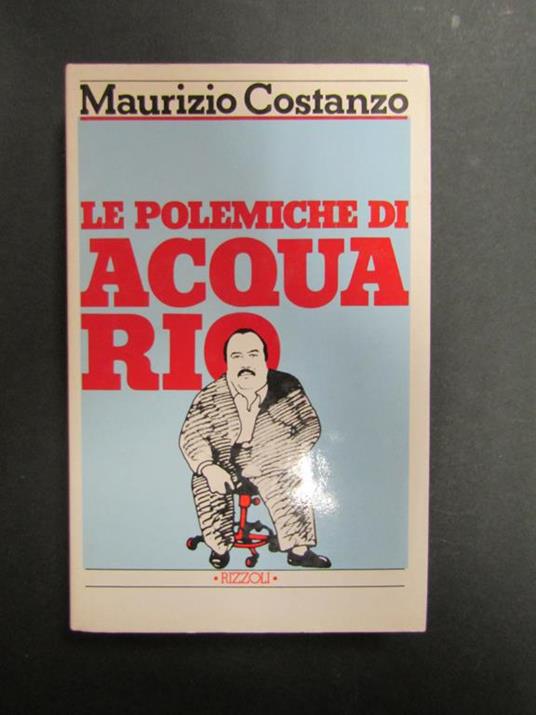 Maurizio Costanzo
LE POLEMICHE DI
ACQUA
RIO
• RIZZOLI •